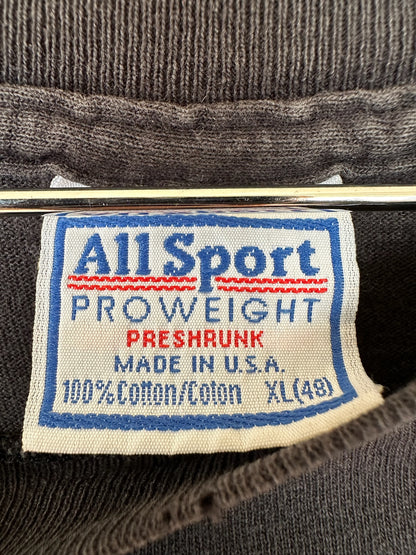 All Sport
PROWEIGHT
PRESHRUNK
MADE IN U.S.A.
100% Cotton/Coton XL(48)